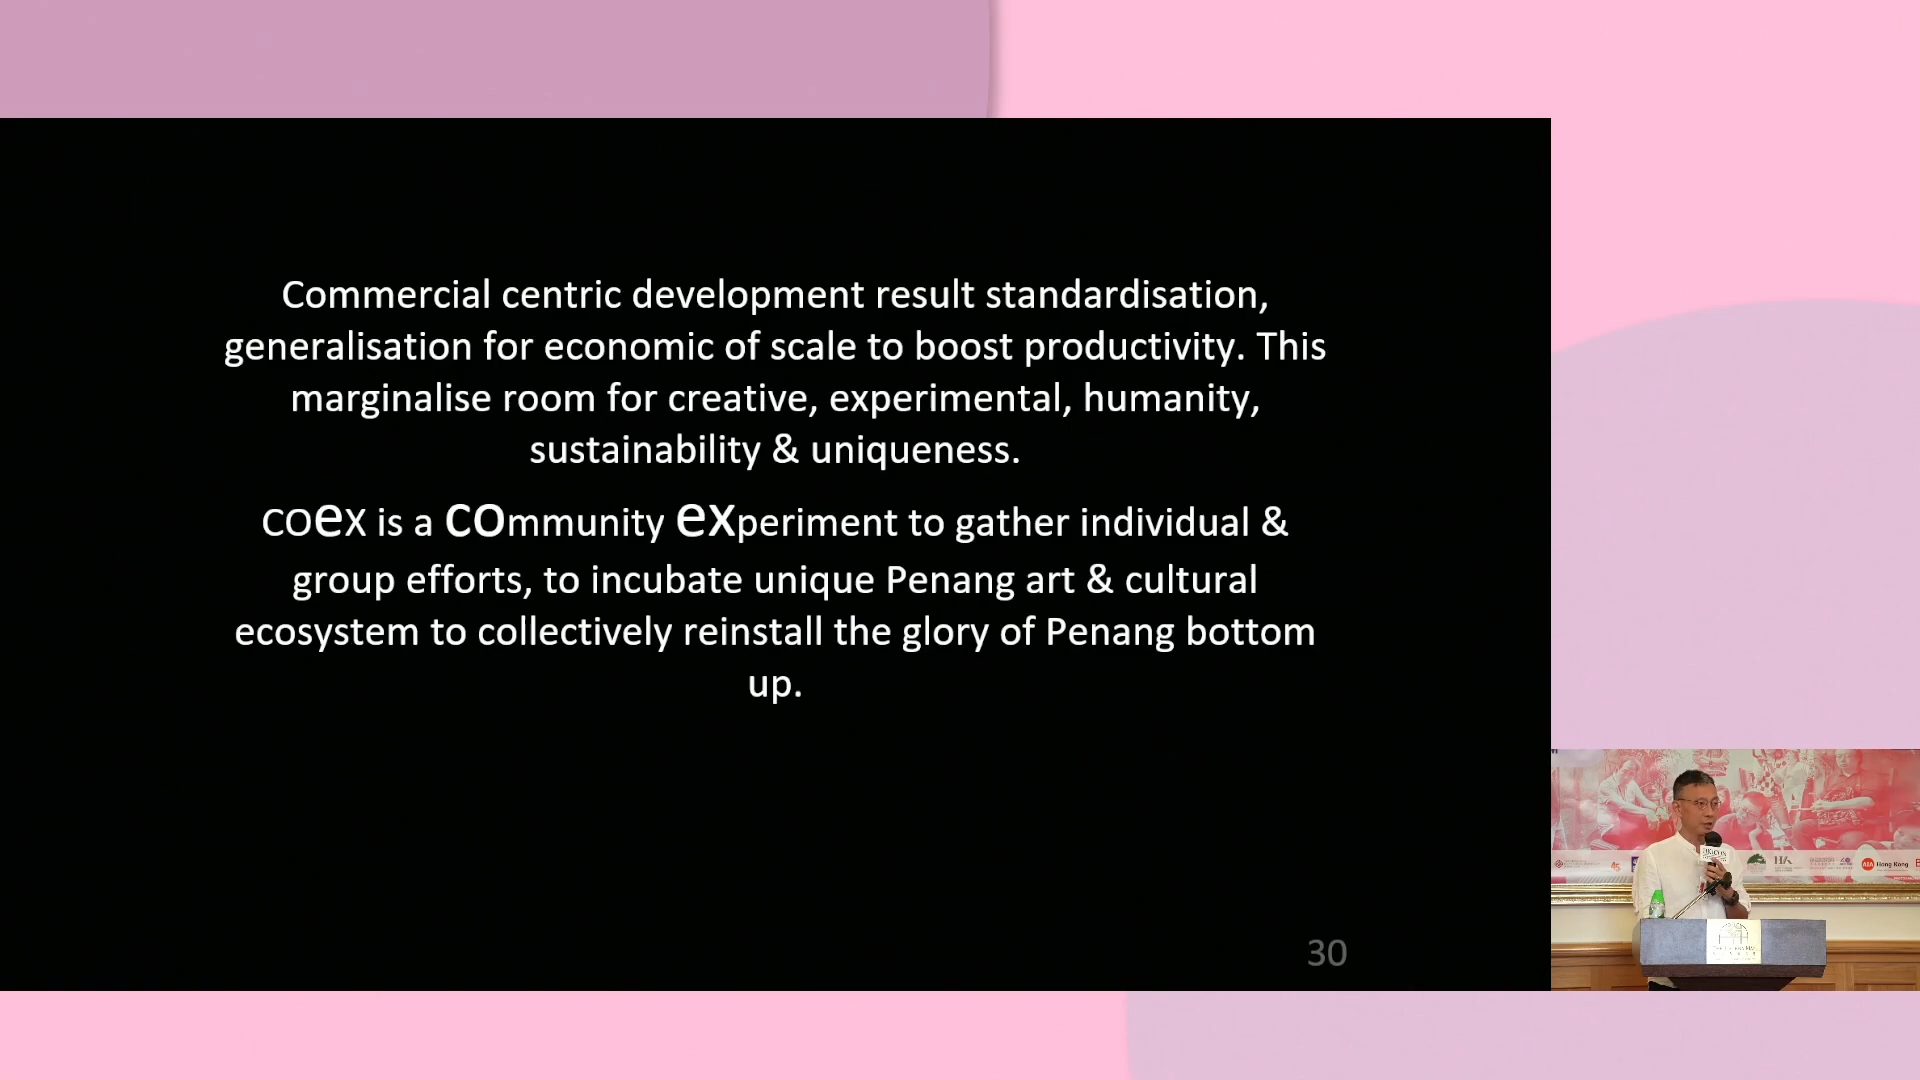 Commercial centric development result standardisation,
generalisation for economic of scale to boost productivity. This
marginalise room for creative, experimental, humanity,
sustainability & uniqueness.
COeX is a community experiment to gather individual &
group efforts, to incubate unique Penang art & cultural
ecosystem to collectively reinstall the glory of Penang bottom
up.
30
AIA Hong Kong